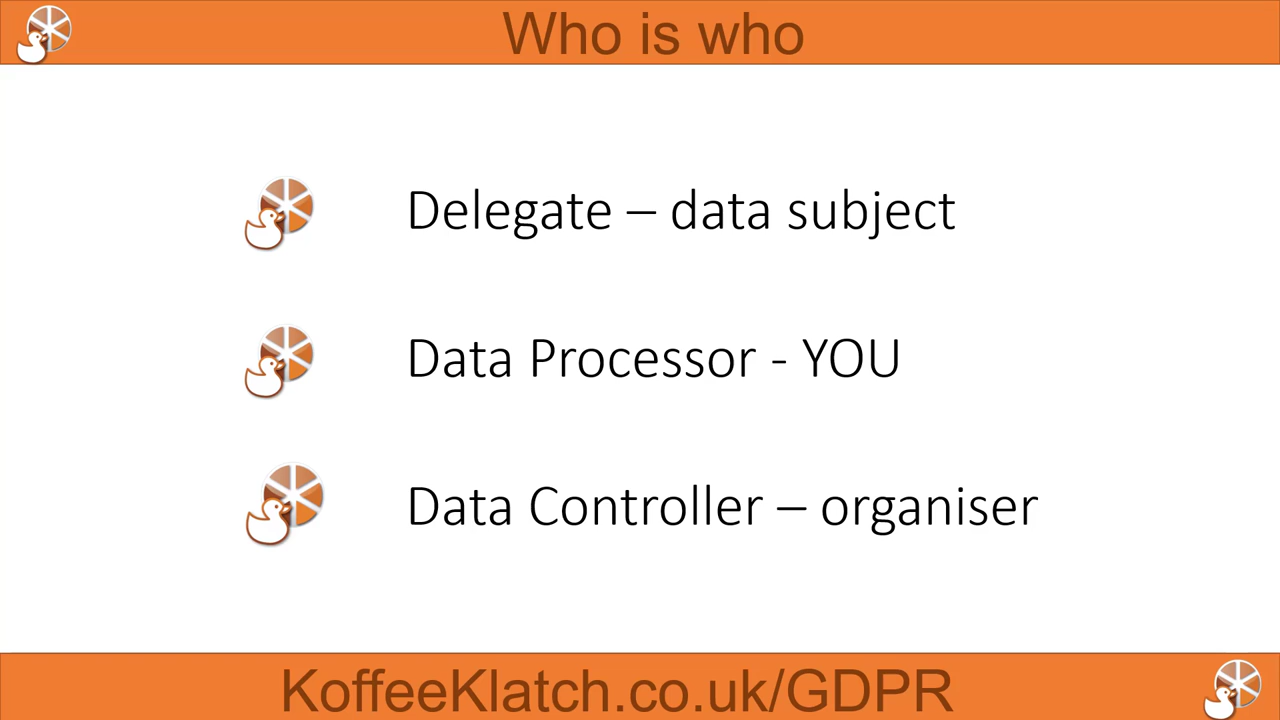 Who is who
Delegate – data subject
Data Processor - YOU
Data Controller – organiser
KoffeeKlatch.co.uk/GDPR